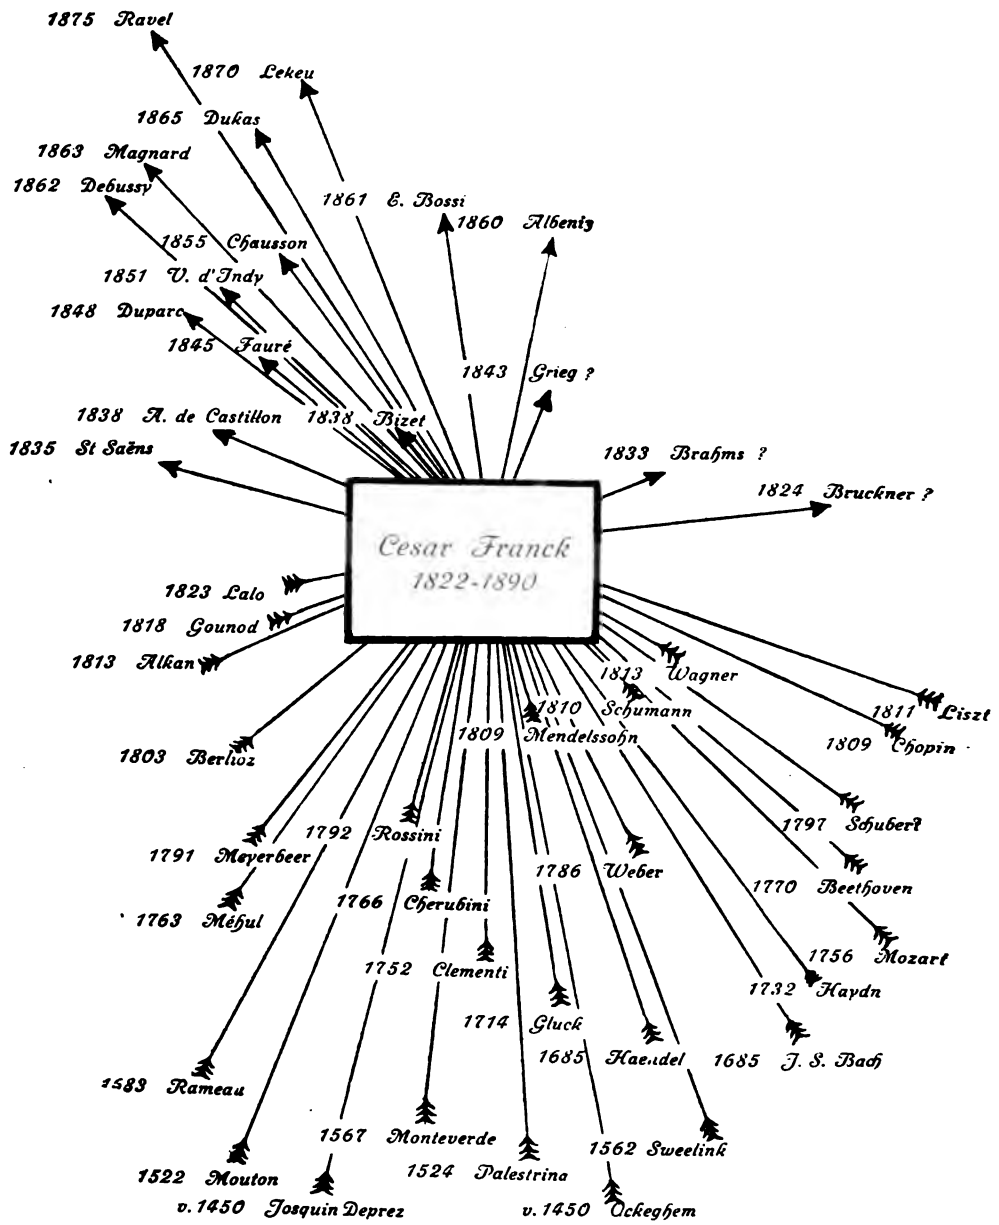 1875 Ravel
1870 Lekeu
1865 Dukas
1863 Magnard
1862 Debussy
1861 E. Bossi
1860 Albeniz
1855 Chausson
1851 V. d'Indy
1848 Duparc
1845 Fauré
1843 Grieg ?
1838 A. de Castillon
1838 Bizet
1835 St Saëns
1833 Brahms ?
1824 Bruckner ?
Cesar Franck
1822-1890
1823 Lalo
1818 Gounod
1813 Alkan
1813 Wagner
1810 Schumann
1811 Liszt
1809 Mendelssohn
1809 Chopin
1803 Berlioz
1797 Schubert
1792 Rossini
1791 Meyerbeer
1786 Weber
1770 Beethoven
1766 Cherubini
1763 Méhul
1756 Mozart
1752 Clementi
1732 Haydn
1714 Gluck
1685 Haendel
1685 J. S. Bach
1583 Rameau
1567 Monteverde
1562 Sweelink
1524 Palestrina
1522 Mouton
v. 1450 Josquin Deprez
v. 1450 Ockeghem